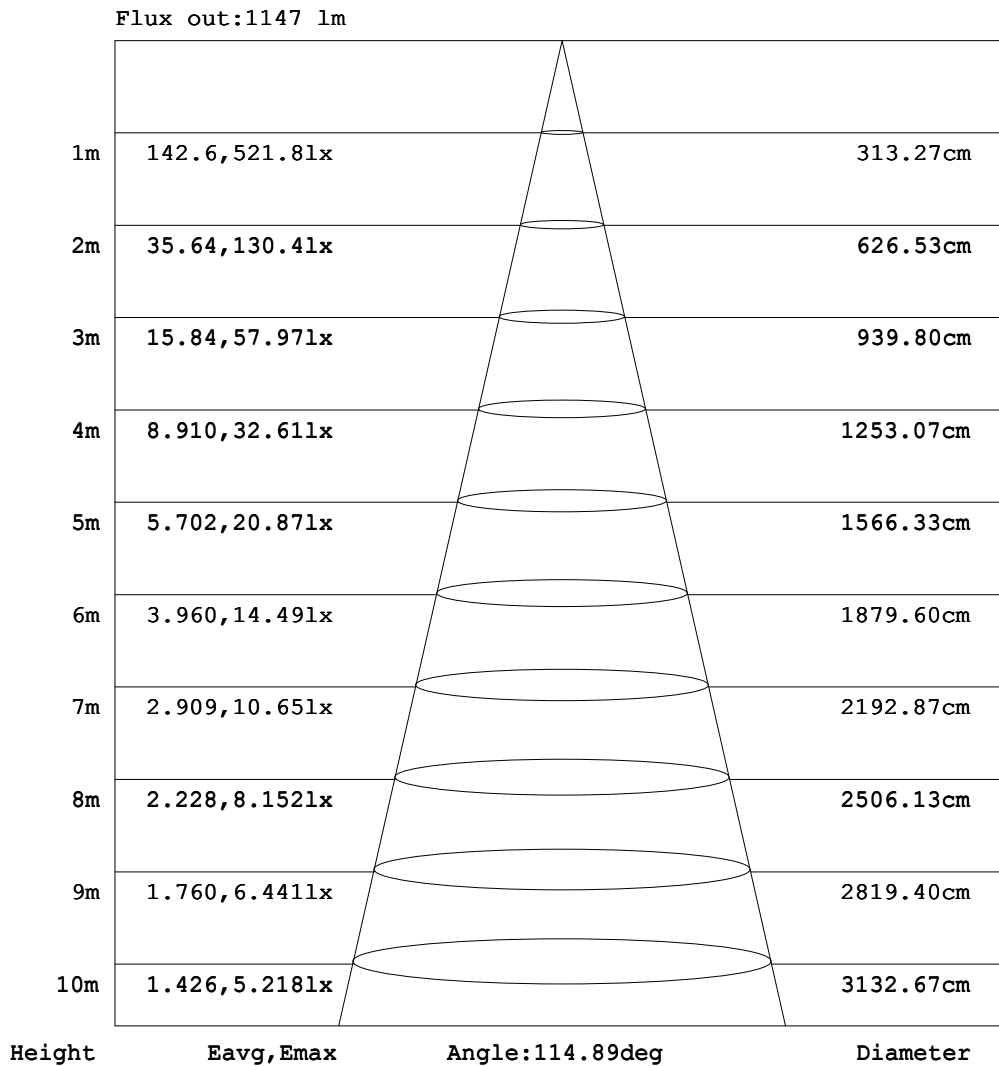 Flux out:1147 lm
1m 142.6,521.8lx 313.27cm
2m 35.64,130.4lx 626.53cm
3m 15.84,57.97lx 939.80cm
4m 8.910,32.61lx 1253.07cm
5m 5.702,20.87lx 1566.33cm
6m 3.960,14.49lx 1879.60cm
7m 2.909,10.65lx 2192.87cm
8m 2.228,8.152lx 2506.13cm
9m 1.760,6.441lx 2819.40cm
10m 1.426,5.218lx 3132.67cm
Height Eavg,Emax Angle:114.89deg Diameter